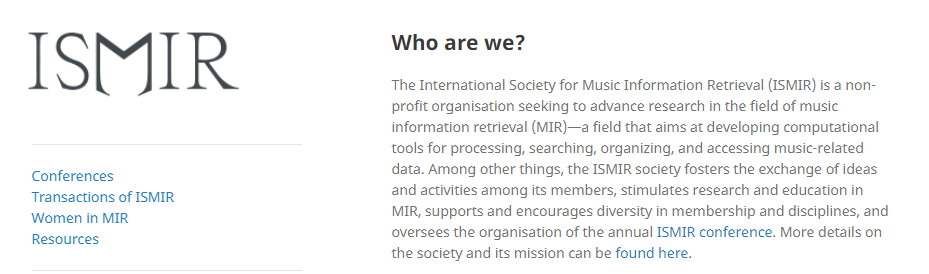 ISMIR
Conferences
Transactions of ISMIR
Women in MIR
Resources
Who are we?
The International Society for Music Information Retrieval (ISMIR) is a non-
profit organisation seeking to advance research in the field of music
information retrieval (MIR)—a field that aims at developing computational
tools for processing, searching, organizing, and accessing music-related
data. Among other things, the ISMIR society fosters the exchange of ideas
and activities among its members, stimulates research and education in
MIR, supports and encourages diversity in membership and disciplines, and
oversees the organisation of the annual ISMIR conference. More details on
the society and its mission can be found here.